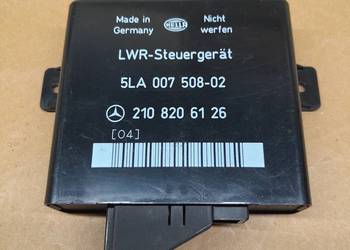 Made in Germany HELLA Nicht werfen
LWR-Steuergerät
5LA 007 508-02
210 820 61 26
[04]